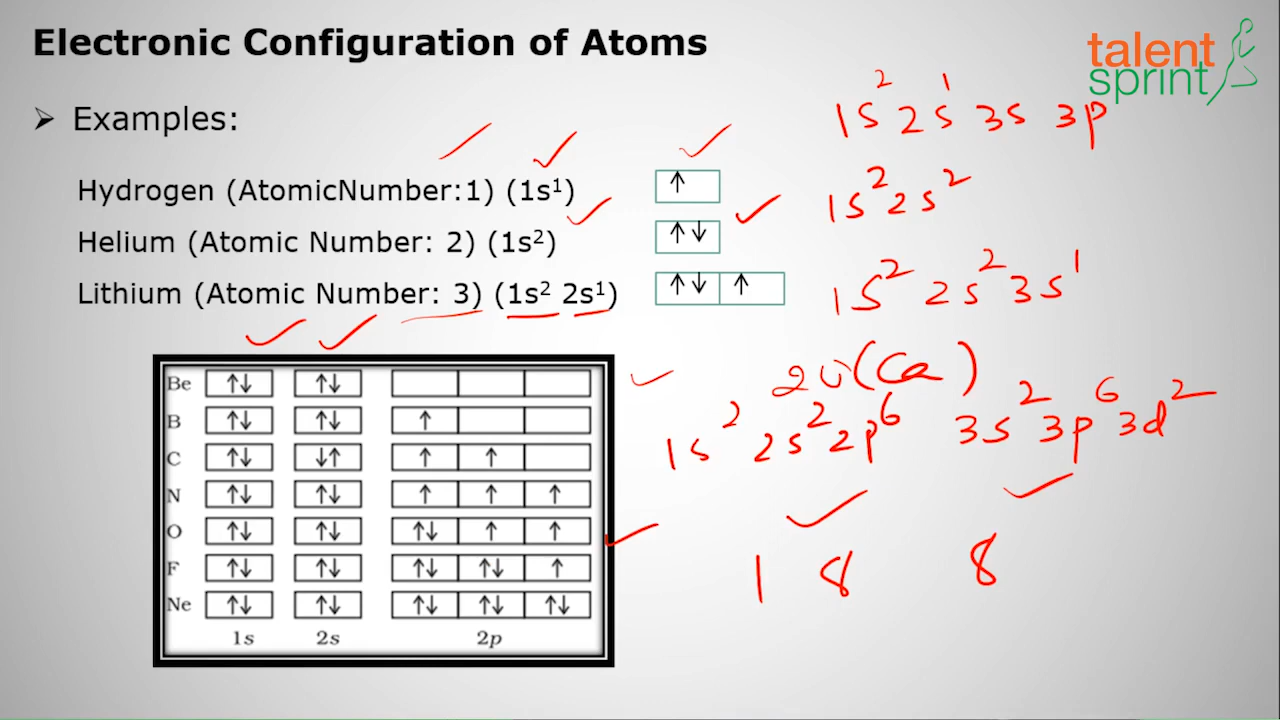 Electronic Configuration of Atoms
talent
sprint
➢ Examples:
1s² 2s¹ 3s 3p
Hydrogen (AtomicNumber:1) (1s¹) ↑
1s² 2s²
Helium (Atomic Number: 2) (1s²) ↑↓
Lithium (Atomic Number: 3) (1s² 2s¹) ↑↓ ↑
1s² 2s² 3s¹
20 (Ca)
1s² 2s² 2p⁶ 3s² 3p⁶ 3d²
1 8 8
Be ↑↓ ↑↓
B ↑↓ ↑↓ ↑
C ↑↓ ↓↑ ↑ ↑
N ↑↓ ↑↓ ↑ ↑ ↑
O ↑↓ ↑↓ ↑↓ ↑ ↑
F ↑↓ ↑↓ ↑↓ ↑↓ ↑
Ne ↑↓ ↑↓ ↑↓ ↑↓ ↑↓
1s 2s 2p